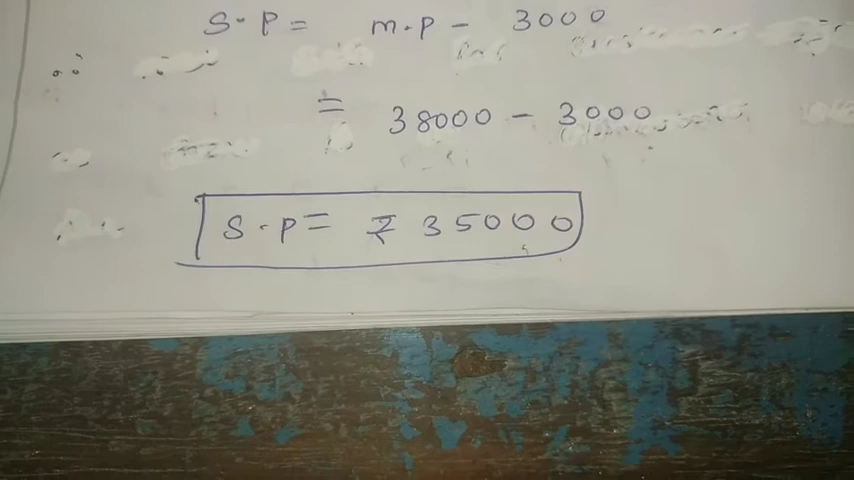 S.P = m.p - 3000
= 38000 - 3000
S.P = ₹ 35000